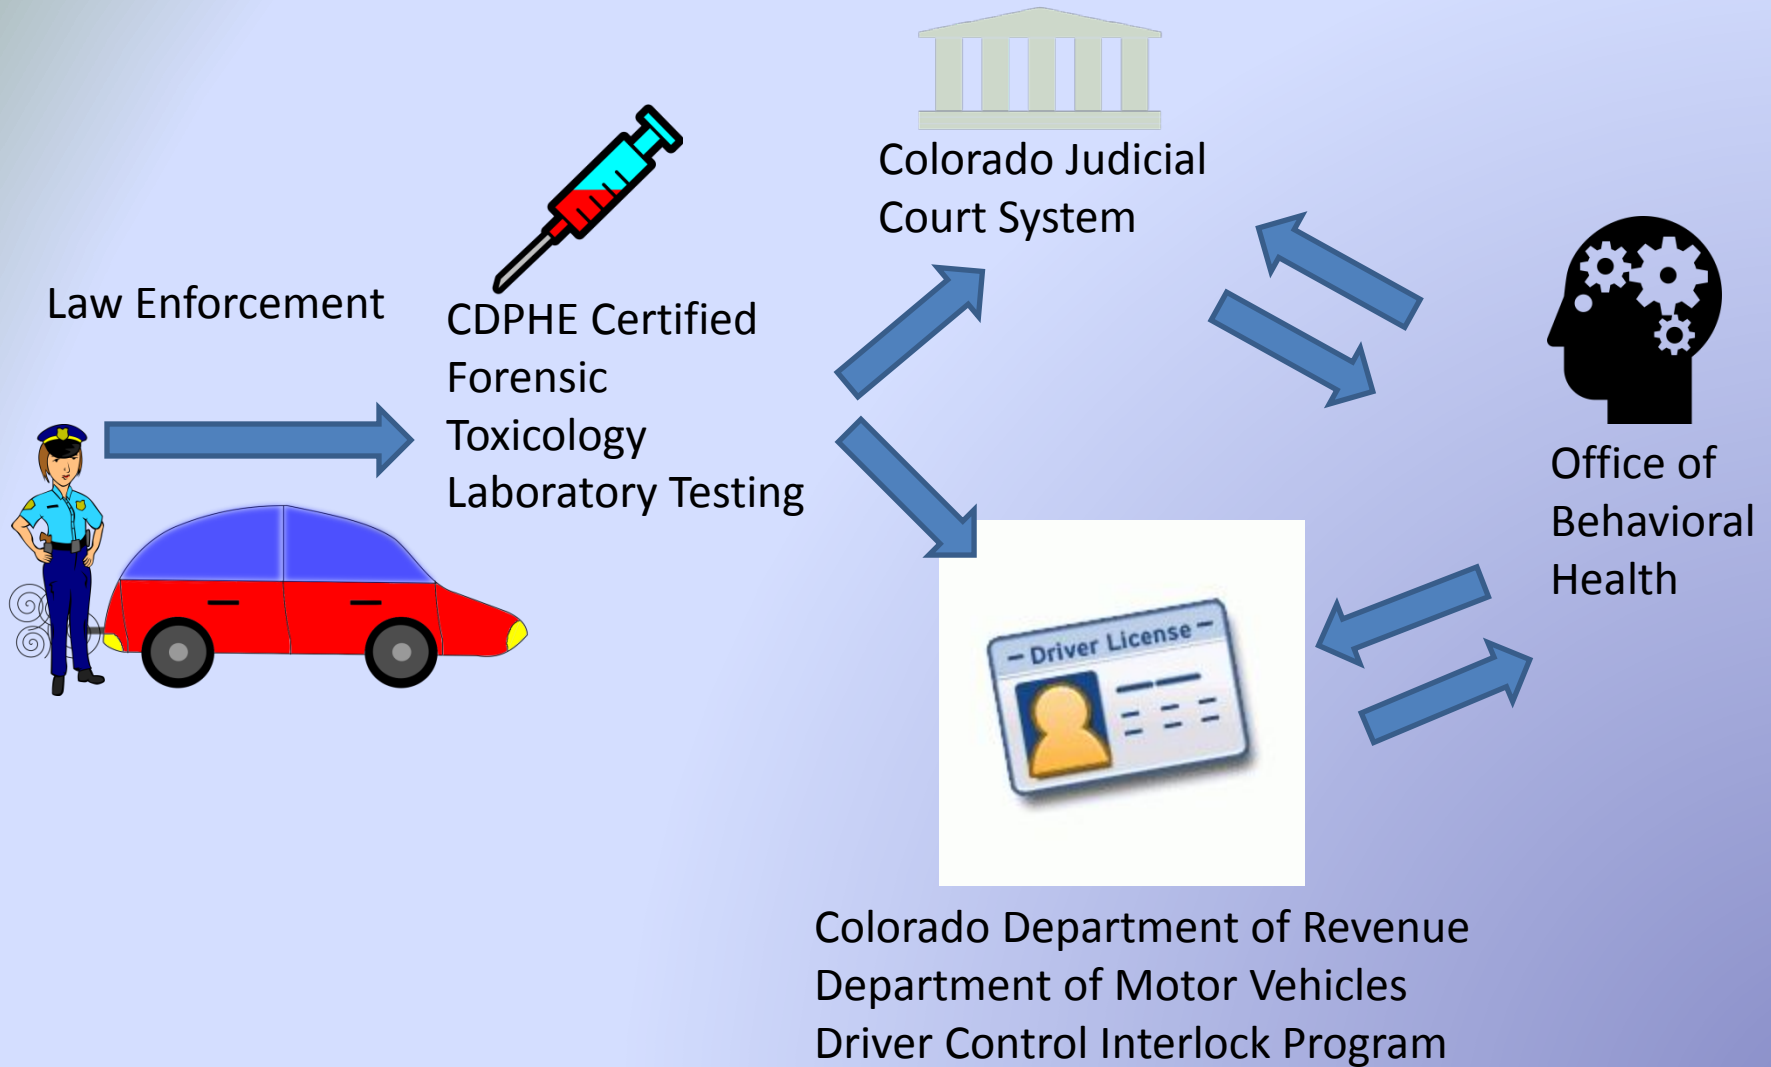 Law Enforcement
CDPHE Certified
Forensic
Toxicology
Laboratory Testing
Colorado Judicial
Court System
Office of
Behavioral
Health
– Driver License –
Colorado Department of Revenue
Department of Motor Vehicles
Driver Control Interlock Program